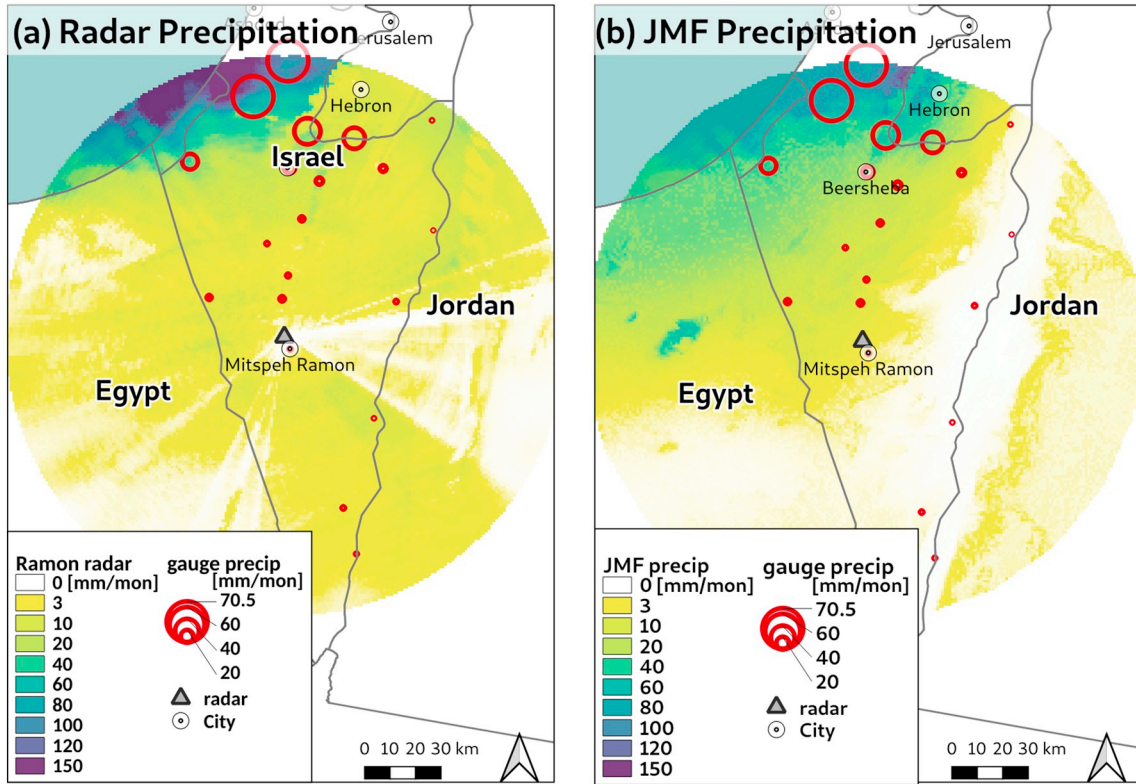 (a) Radar Precipitation
Ashdod
Jerusalem
Hebron
Israel
Jordan
Mitspeh Ramon
Egypt
Ramon radar
0 [mm/mon]
3
10
20
40
60
80
100
120
150
gauge precip
[mm/mon]
70.5
60
40
20
radar
City
0 10 20 30 km
(b) JMF Precipitation
Jerusalem
Hebron
Beersheba
Jordan
Mitspeh Ramon
Egypt
JMF precip
0 [mm/mon]
3
10
20
40
60
80
100
120
150
gauge precip
[mm/mon]
70.5
60
40
20
radar
City
0 10 20 30 km